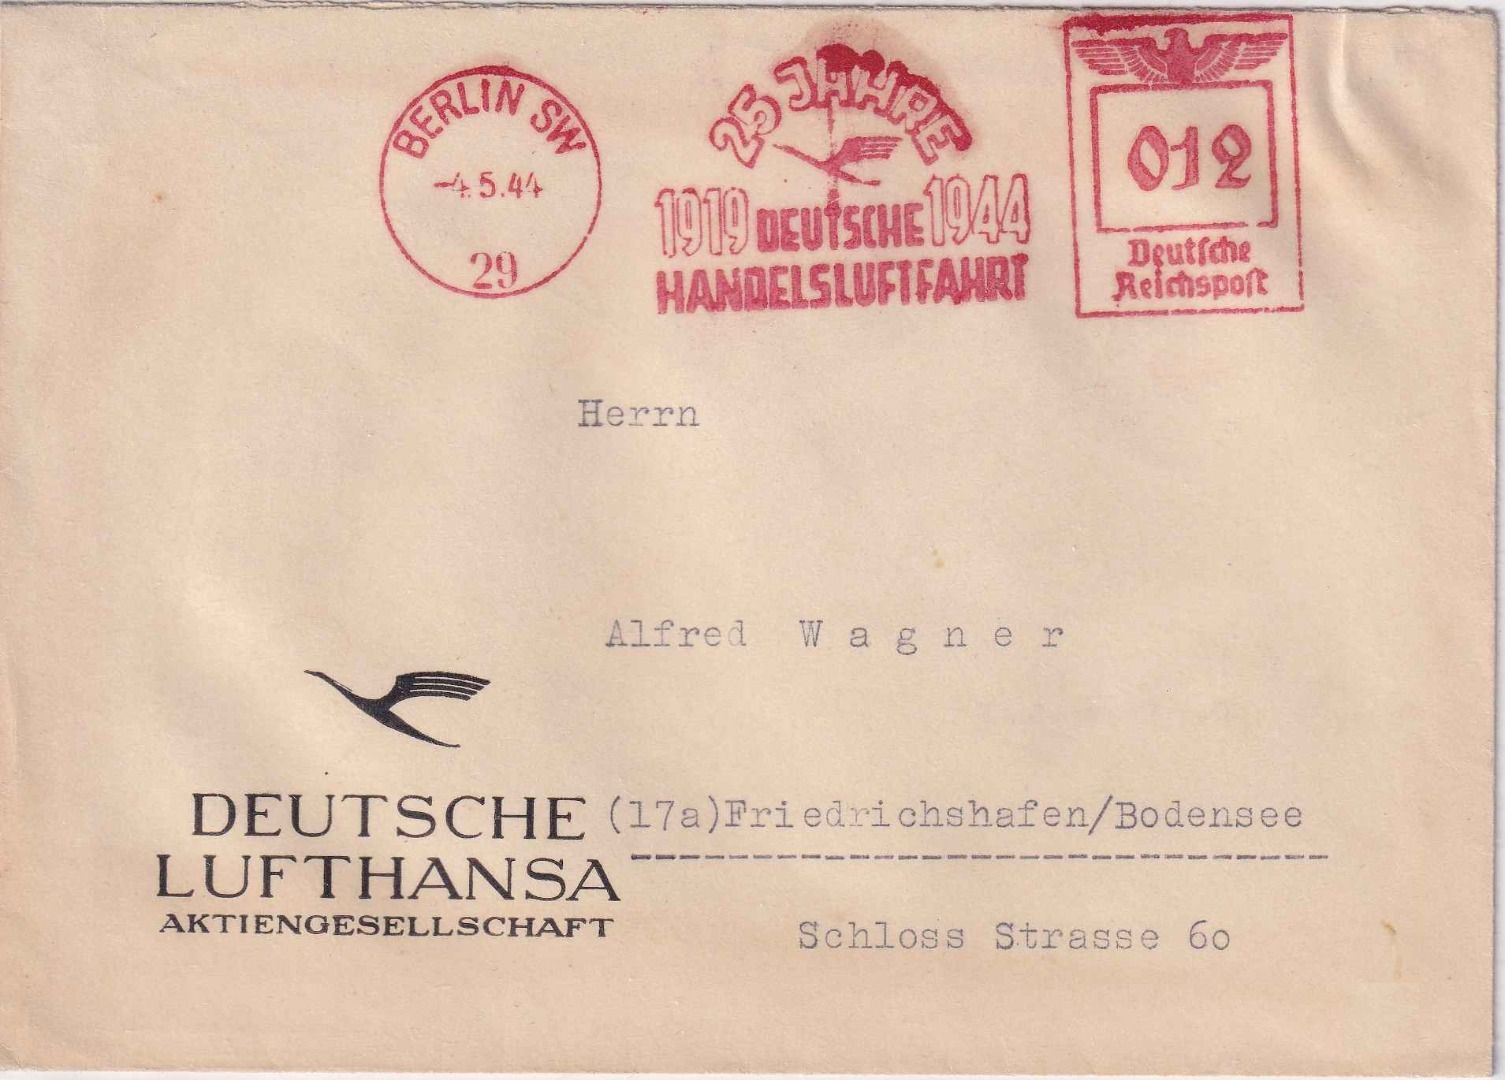 BERLIN SW
-4.5.44
29
25 JAHRE
1919 DEUTSCHE 1944
HANDELSLUFTFAHRT
012
Deutsche
Reichspost
Herrn
Alfred W a g n e r
DEUTSCHE
LUFTHANSA
AKTIENGESELLSCHAFT
(17a)Friedrichshafen/Bodensee
Schloss Strasse 60